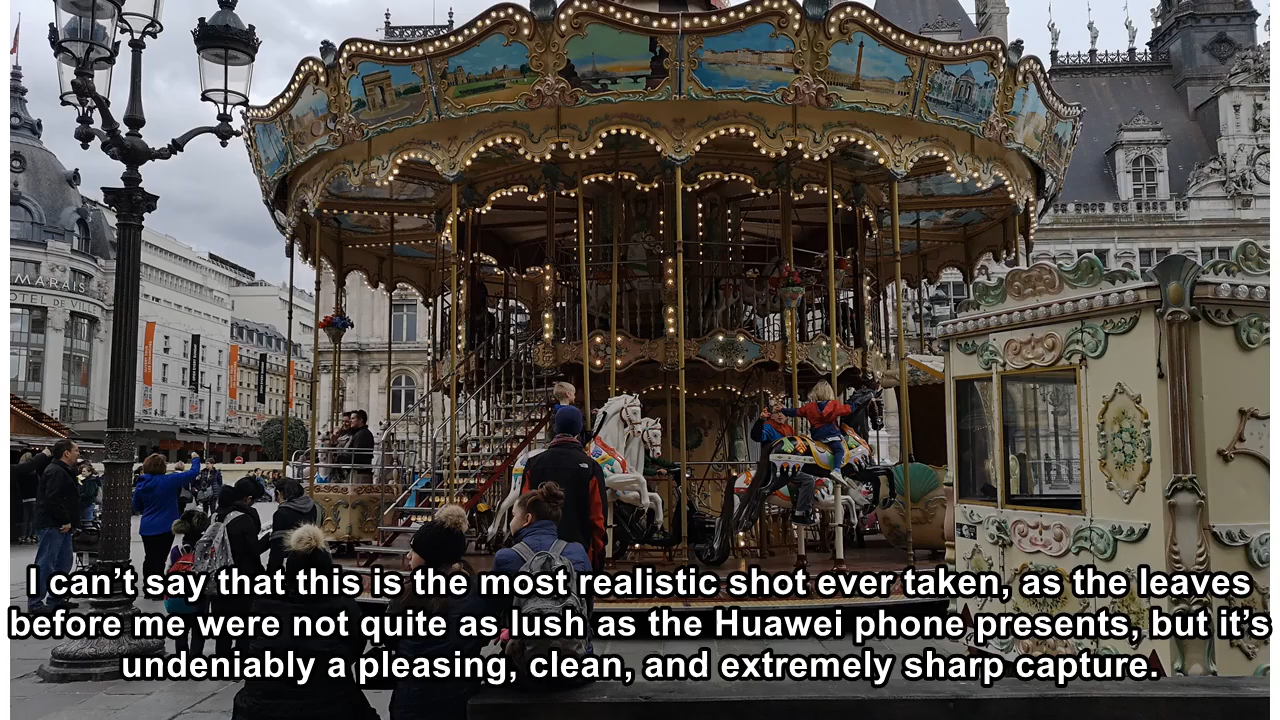 MARAIS
HOTEL DE VILLE
I can’t say that this is the most realistic shot ever taken, as the leaves
before me were not quite as lush as the Huawei phone presents, but it’s
undeniably a pleasing, clean, and extremely sharp capture.